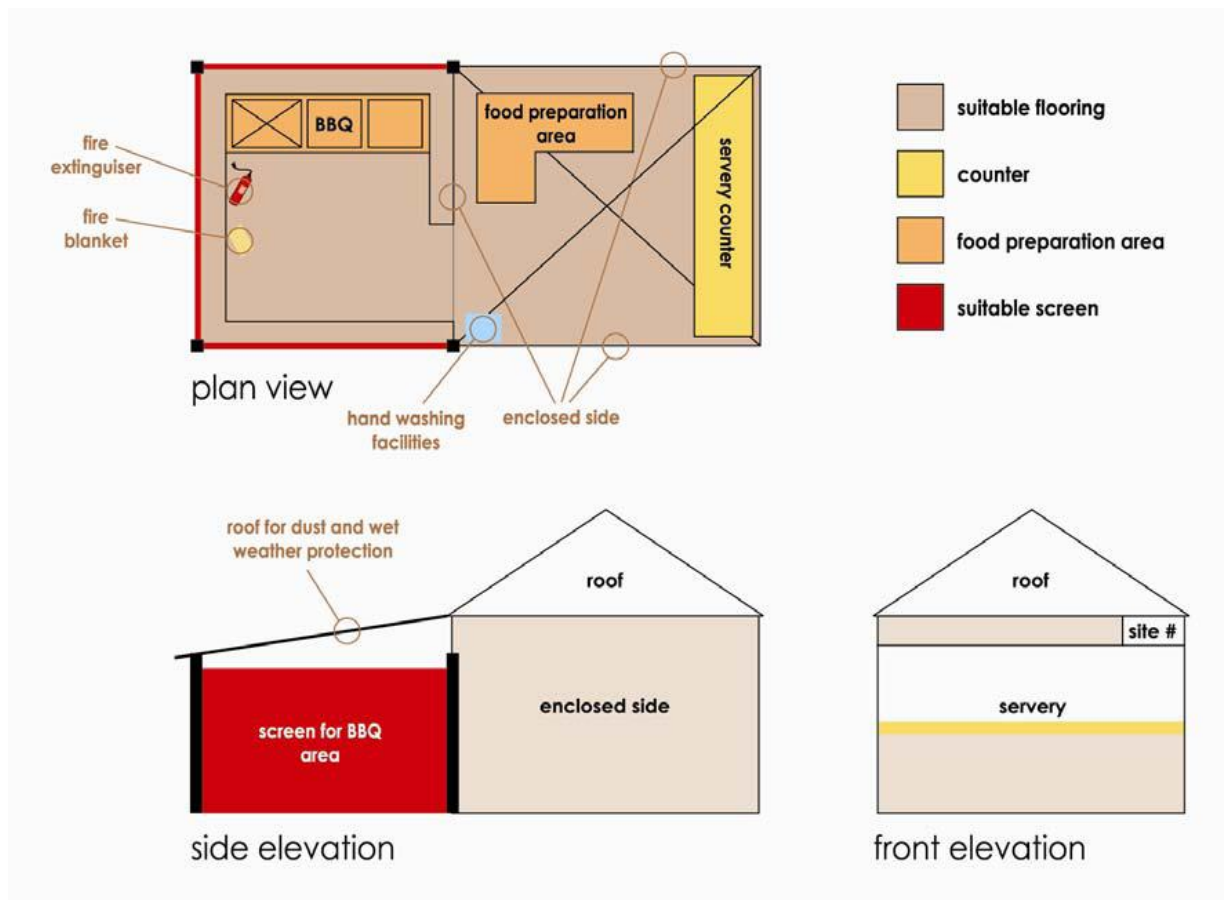 BBQ
food preparation
area
servery counter
fire
extinguiser
fire
blanket
plan view
hand washing
facilities
enclosed side
suitable flooring
counter
food preparation area
suitable screen
roof for dust and wet
weather protection
roof
enclosed side
screen for BBQ
area
side elevation
roof
site #
servery
front elevation